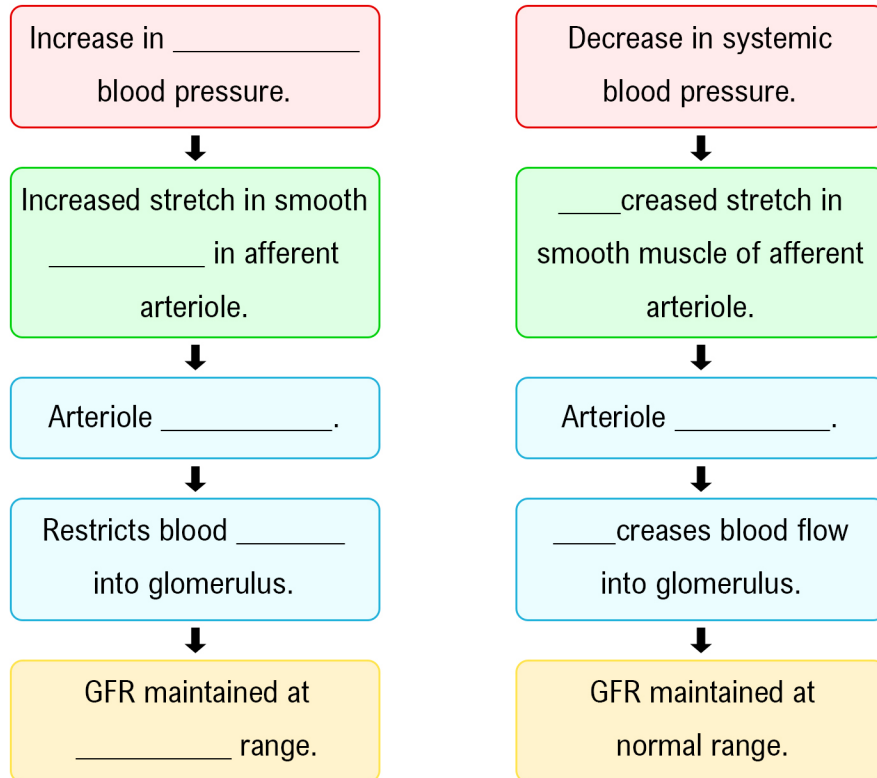 Increase in ____________
blood pressure.
Increased stretch in smooth
__________ in afferent
arteriole.
Arteriole ___________.
Restricts blood _______
into glomerulus.
GFR maintained at
__________ range.
Decrease in systemic
blood pressure.
____creased stretch in
smooth muscle of afferent
arteriole.
Arteriole __________.
____creases blood flow
into glomerulus.
GFR maintained at
normal range.